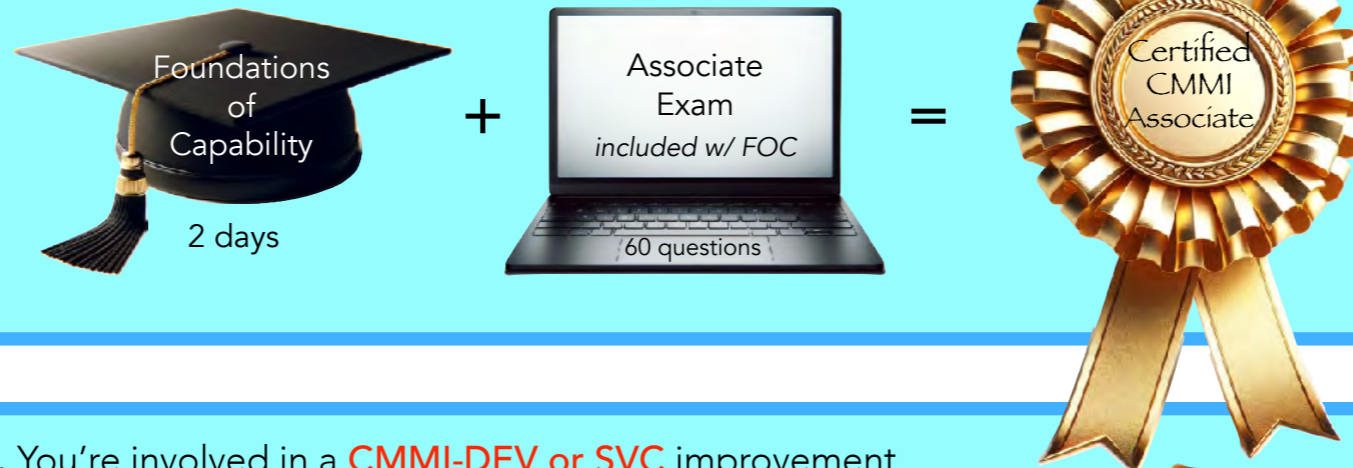 Foundations
of
Capability
2 days
+
Associate
Exam
included w/ FOC
60 questions
=
Certified
CMMI
Associate
. You're involved in a CMMI-DEV or SVC improvement